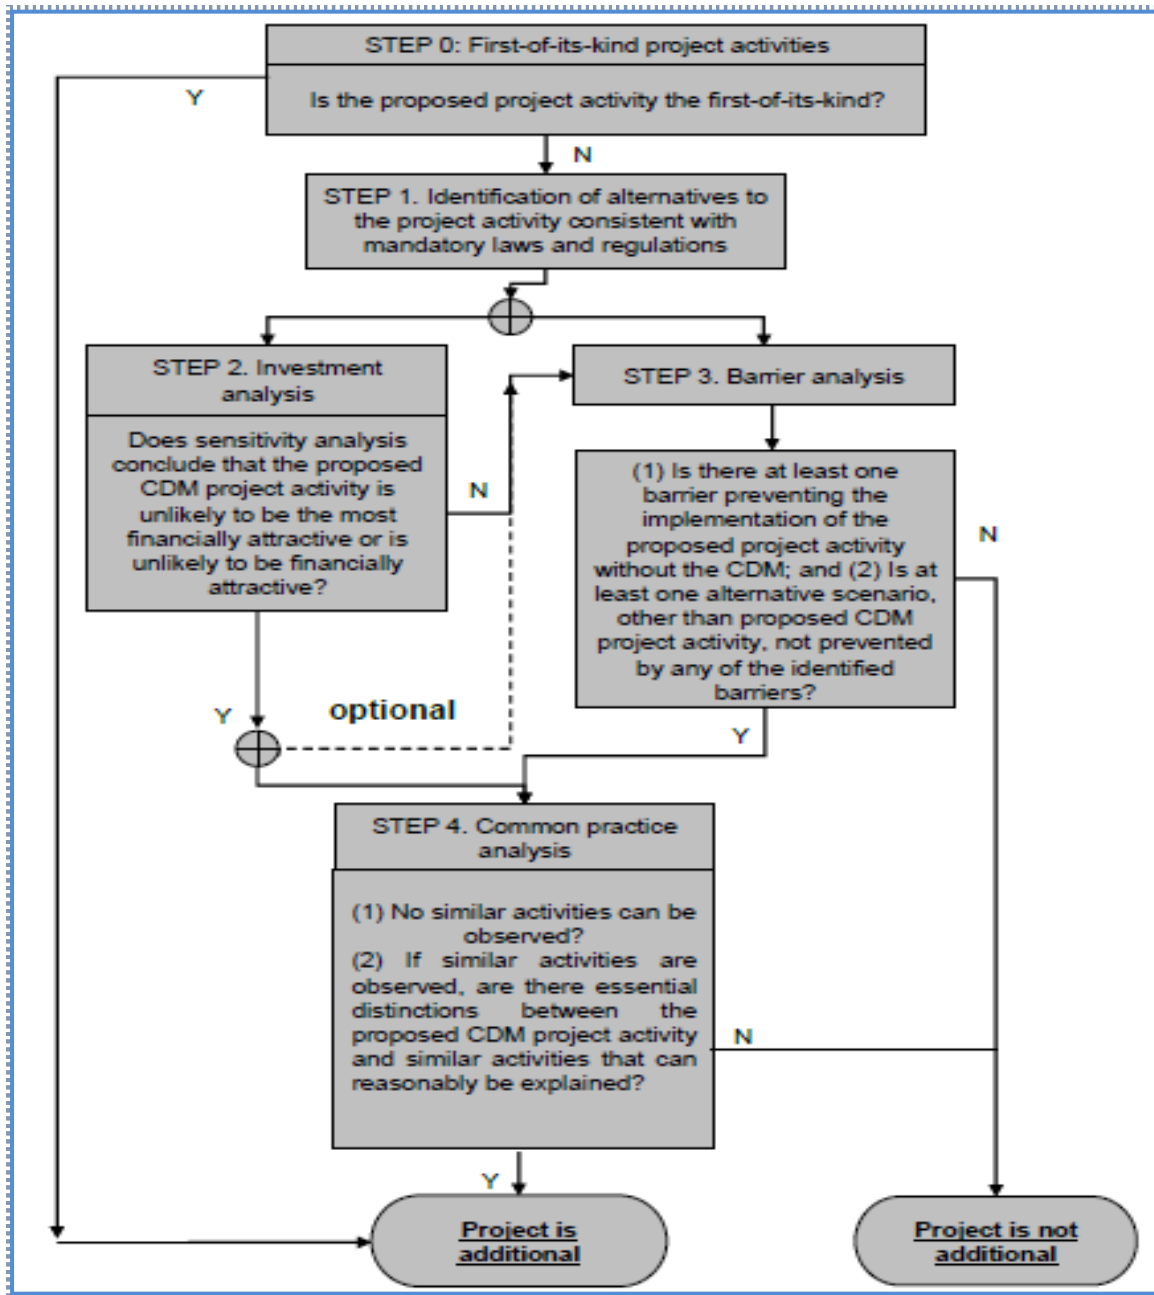 STEP 0: First-of-its-kind project activities
Is the proposed project activity the first-of-its-kind?
Y
N
STEP 1. Identification of alternatives to
the project activity consistent with
mandatory laws and regulations
STEP 2. Investment
analysis
Does sensitivity analysis
conclude that the proposed
CDM project activity is
unlikely to be the most
financially attractive or is
unlikely to be financially
attractive?
N
Y
optional
STEP 3. Barrier analysis
(1) Is there at least one
barrier preventing the
implementation of the
proposed project activity
without the CDM; and (2) Is at
least one alternative scenario,
other than proposed CDM
project activity, not prevented
by any of the identified
barriers?
N
Y
STEP 4. Common practice
analysis
(1) No similar activities can be
observed?
(2) If similar activities are
observed, are there essential
distinctions between the
proposed CDM project activity
and similar activities that can
reasonably be explained?
N
Y
Project is
additional
Project is not
additional